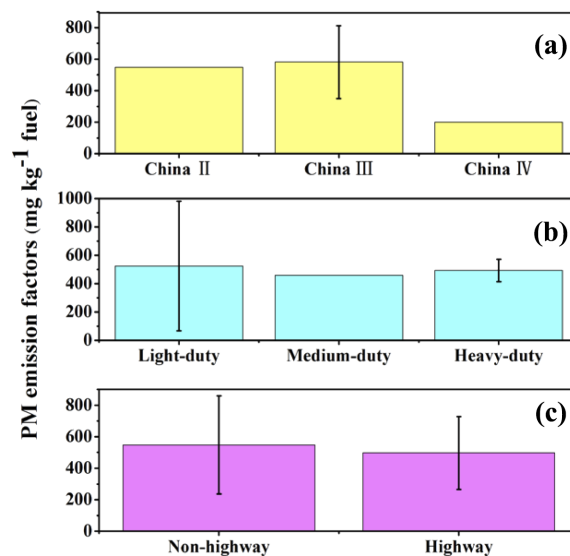 PM emission factors (mg kg-1 fuel)
(a)
800
600
400
200
0
China Ⅱ China Ⅲ China Ⅳ
(b)
1000
800
600
400
200
0
Light-duty Medium-duty Heavy-duty
(c)
800
600
400
200
0
Non-highway Highway